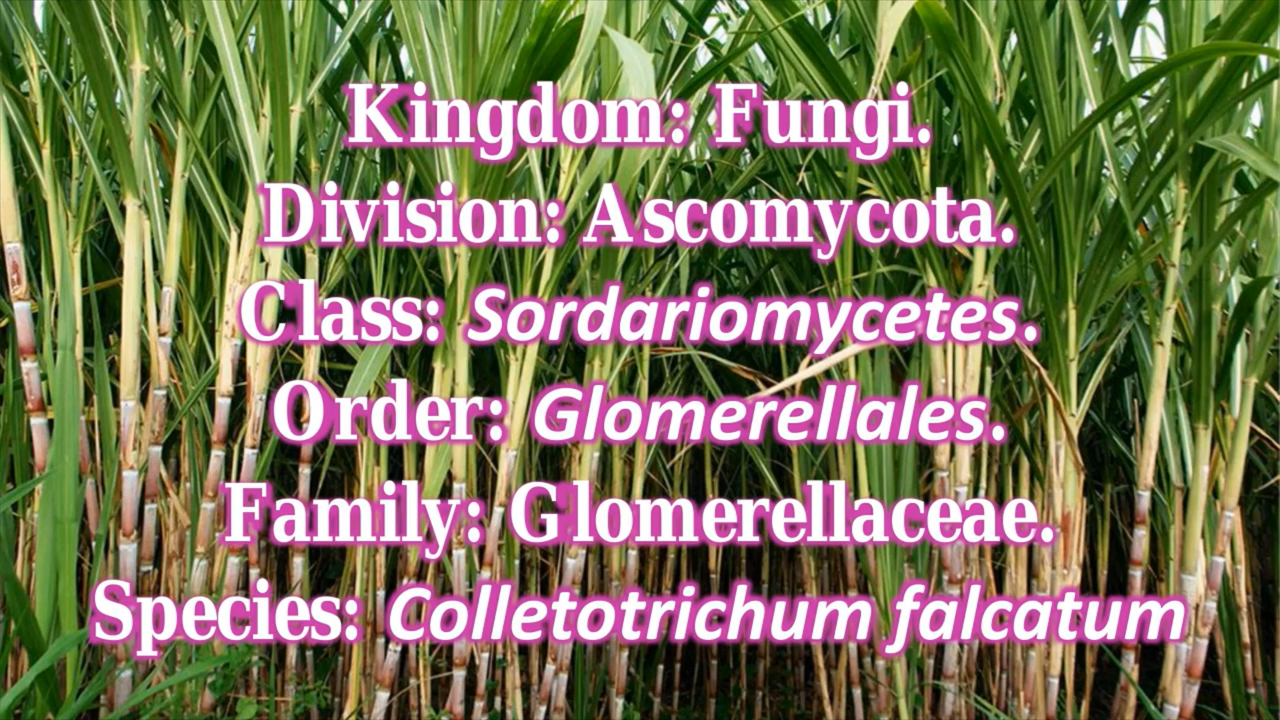 Kingdom: Fungi.
Division: Ascomycota.
Class: Sordariomycetes.
Order: Glomerellales.
Family: Glomerellaceae.
Species: Colletotrichum falcatum